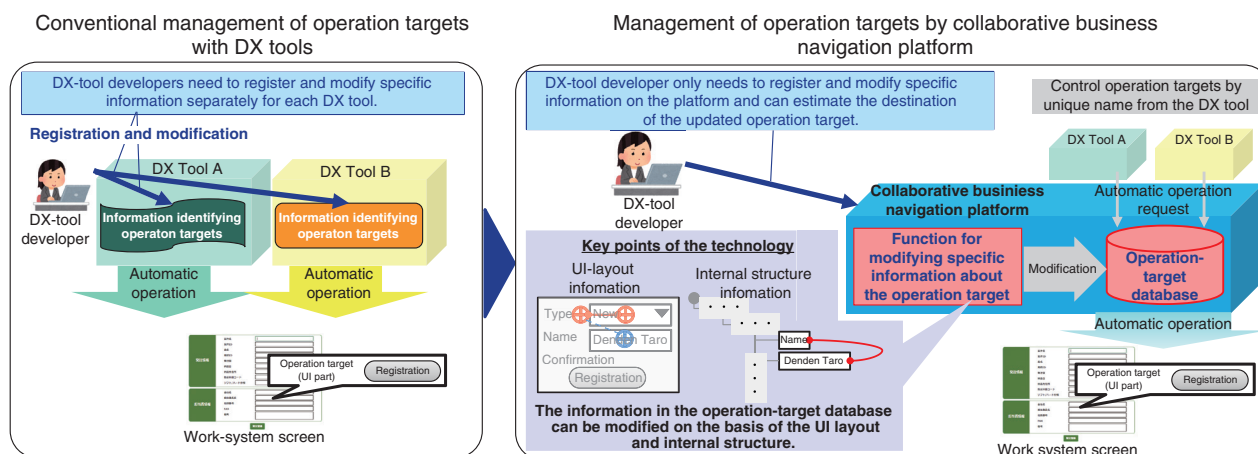 Conventional management of operation targets
with DX tools
DX-tool developers need to register and modify specific
information separately for each DX tool.
Registration and modification
DX Tool A
DX Tool B
DX-tool
developer
Information identifying
operaton targets
Information identifying
operaton targets
Automatic
operation
Automatic
operation
Operation target
(UI part)
Registration
Work-system screen
Management of operation targets by collaborative business
navigation platform
DX-tool developer only needs to register and modify specific
information on the platform and can estimate the destination
of the updated operation target.
Control operation targets by
unique name from the DX tool
DX Tool A
DX Tool B
DX-tool
developer
Collaborative business
navigation platform
Automatic operation
request
Function for
modifying specific
information about
the operation target
Modification
Operation-
target
database
Automatic operation
Key points of the technology
UI-layout
infomation
Internal structure
infomation
Type
New
Name
Denden Taro
Confirmation
Registration
Name
Denden Taro
The information in the operation-target database
can be modified on the basis of the UI layout
and internal structure.
Operation target
(UI part)
Registration
Work system screen